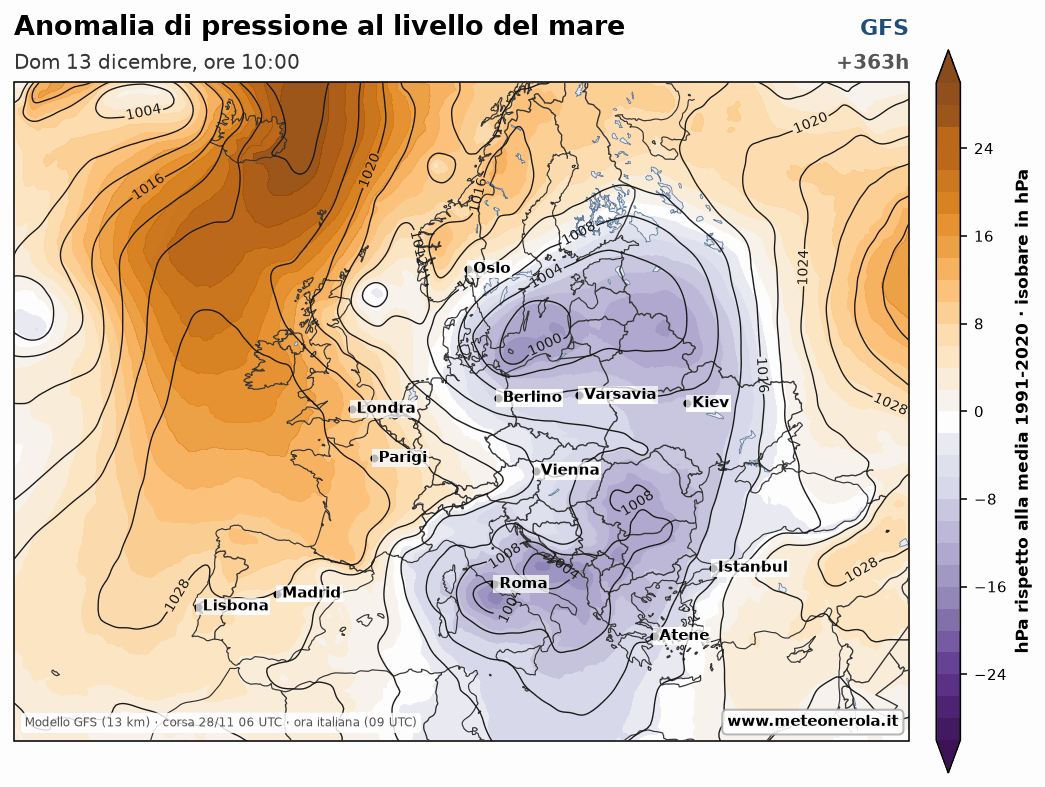 Anomalia di pressione al livello del mare
GFS
Dom 13 dicembre, ore 10:00
+363h
1004
1020
1016
1020
1016
1008
1012
Oslo
1024
1004
1000
1016
Berlino
Varsavia
Kiev
1028
Londra
Parigi
Vienna
1008
1008
1004
Istanbul
1028
Roma
1028
Madrid
1004
Lisbona
Atene
Modello GFS (13 km) · corsa 28/11 06 UTC · ora italiana (09 UTC)
www.meteonerola.it
24
16
8
0
−8
−16
−24
hPa rispetto alla media 1991-2020 · isobare in hPa